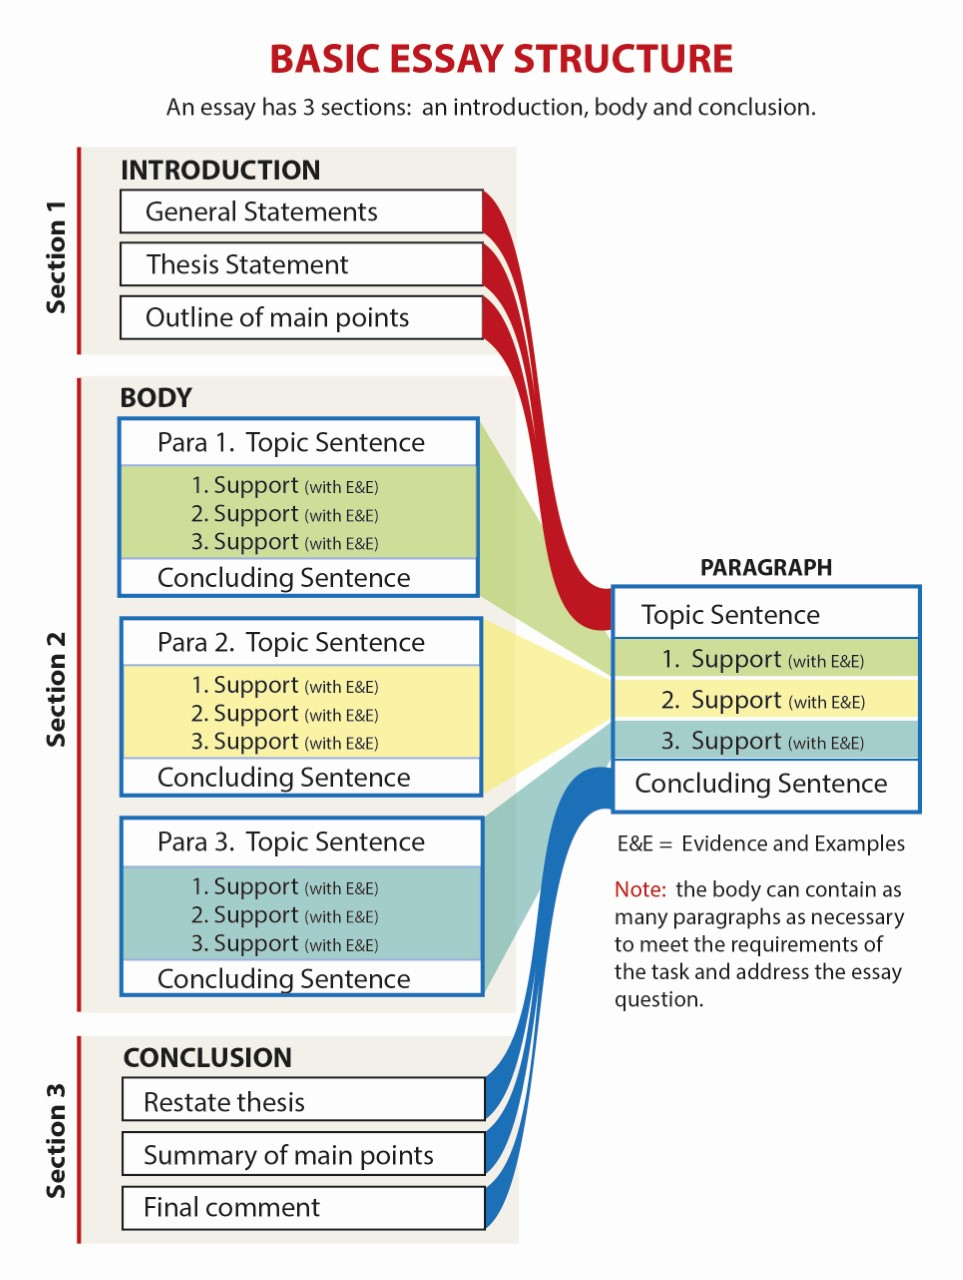 BASIC ESSAY STRUCTURE
An essay has 3 sections:  an introduction, body and conclusion.
Section 1
INTRODUCTION
General Statements
Thesis Statement
Outline of main points
Section 2
BODY
Para 1.  Topic Sentence
1. Support (with E&E)
2. Support (with E&E)
3. Support (with E&E)
Concluding Sentence
Para 2.  Topic Sentence
1. Support (with E&E)
2. Support (with E&E)
3. Support (with E&E)
Concluding Sentence
Para 3.  Topic Sentence
1. Support (with E&E)
2. Support (with E&E)
3. Support (with E&E)
Concluding Sentence
PARAGRAPH
Topic Sentence
1.  Support (with E&E)
2.  Support (with E&E)
3.  Support (with E&E)
Concluding Sentence
E&E =  Evidence and Examples
Note:  the body can contain as
many paragraphs as necessary
to meet the requirements of
the task and address the essay
question.
Section 3
CONCLUSION
Restate thesis
Summary of main points
Final comment